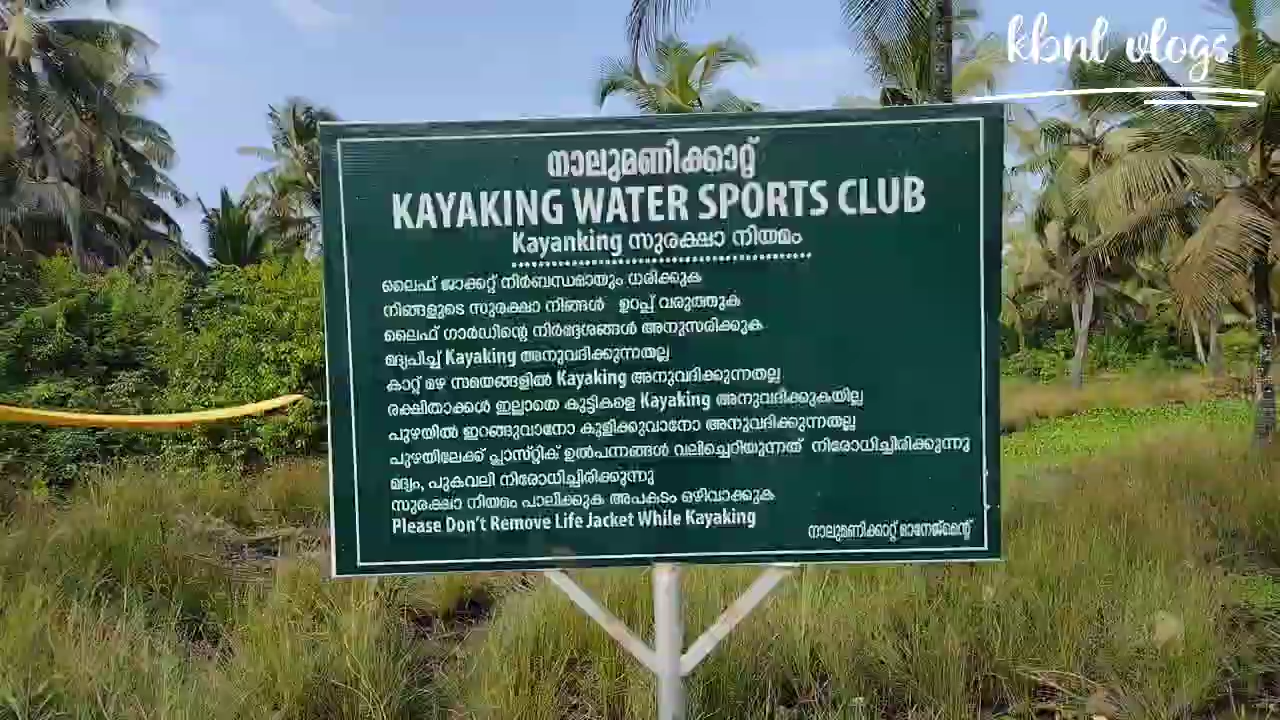 kbnl vlogs
നാലുമണിക്കാറ്റ്
KAYAKING WATER SPORTS CLUB
Kayanking സുരക്ഷാ നിയമം
ലൈഫ് ജാക്കറ്റ് നിർബന്ധമായും ധരിക്കുക
നിങ്ങളുടെ സുരക്ഷാ നിങ്ങൾ ഉറപ്പ് വരുത്തുക
ലൈഫ് ഗാർഡിന്റെ നിർദ്ദേശങ്ങൾ അനുസരിക്കുക
മദ്യപിച്ച് Kayaking അനുവദിക്കുന്നതല്ല
കാറ്റ് മഴ സമയങ്ങളിൽ Kayaking അനുവദിക്കുന്നതല്ല
രക്ഷിതാക്കൾ ഇല്ലാതെ കുട്ടികളെ Kayaking അനുവദിക്കുകയില്ല
പുഴയിൽ ഇറങ്ങുവാനോ കുളിക്കുവാനോ അനുവദിക്കുന്നതല്ല
പുഴയിലേക്ക് പ്ലാസ്റ്റിക് ഉൽപന്നങ്ങൾ വലിച്ചെറിയുന്നത് നിരോധിച്ചിരിക്കുന്നു
മദ്യം, പുകവലി നിരോധിച്ചിരിക്കുന്നു
സുരക്ഷാ നിയമം പാലിക്കുക അപകടം ഒഴിവാക്കുക
Please Don't Remove Life Jacket While Kayaking
നാലുമണിക്കാറ്റ് മാനേജ്മെന്റ്